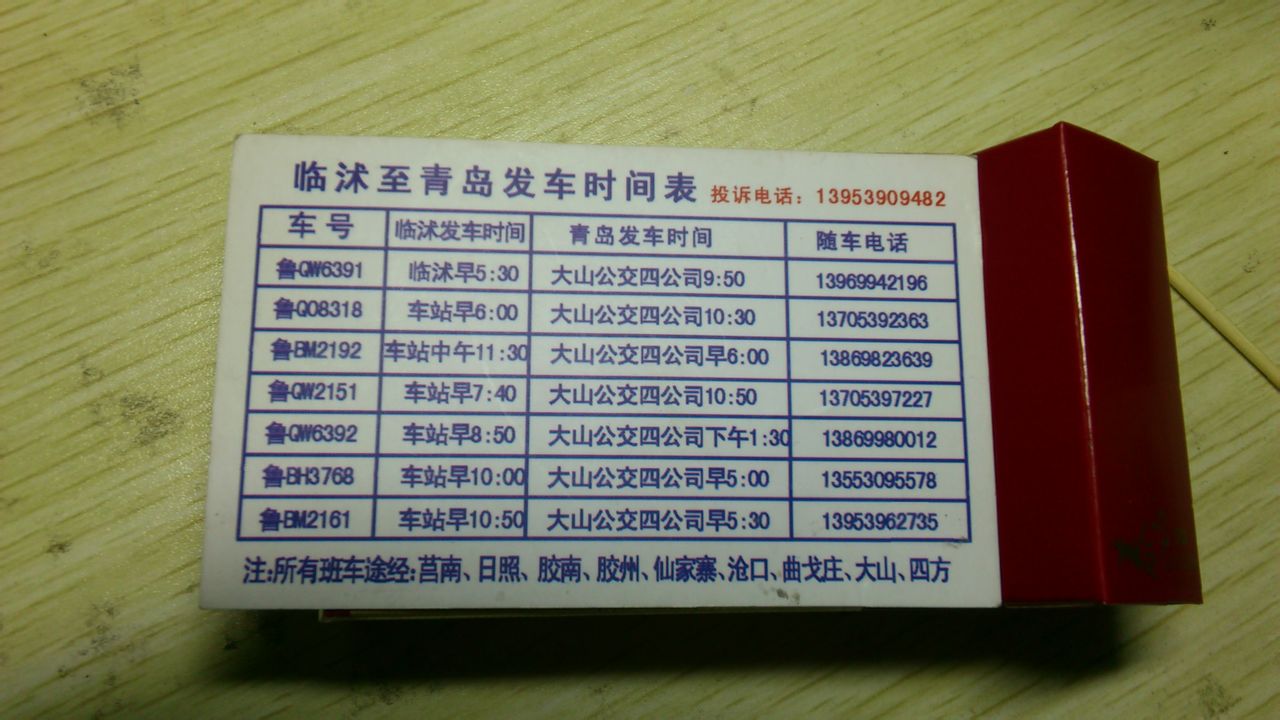 临沭至青岛发车时间表 投诉电话：13953909482
车号 临沭发车时间 青岛发车时间 随车电话
鲁QW6391 临沭早5:30 大山公交四公司9:50 13969942196
鲁Q08318 车站早6:00 大山公交四公司10:30 13705392363
鲁BM2192 车站中午11:30 大山公交四公司早6:00 13869823639
鲁QW2151 车站早7:40 大山公交四公司10:50 13705397227
鲁QW6392 车站早8:50 大山公交四公司下午1:30 13869980012
鲁BH3768 车站早10:00 大山公交四公司早5:00 13553095578
鲁BM2161 车站早10:50 大山公交四公司早5:30 13953962735
注:所有班车途经:莒南、日照、胶南、胶州、仙家寨、沧口、曲戈庄、大山、四方